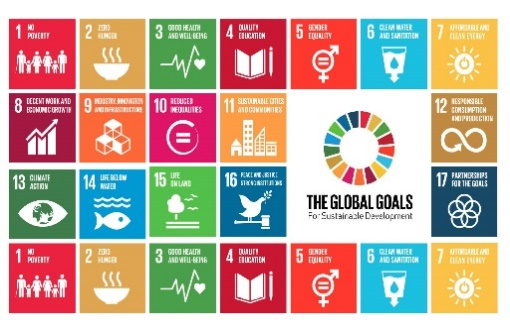 1 NO
POVERTY
2 ZERO
HUNGER
3 GOOD HEALTH
AND WELL-BEING
4 QUALITY
EDUCATION
5 GENDER
EQUALITY
6 CLEAN WATER
AND SANITATION
7 AFFORDABLE AND
CLEAN ENERGY
8 DECENT WORK AND
ECONOMIC GROWTH
9 INDUSTRY, INNOVATION
AND INFRASTRUCTURE
10 REDUCED
INEQUALITIES
11 SUSTAINABLE CITIES
AND COMMUNITIES
12 RESPONSIBLE
CONSUMPTION
AND PRODUCTION
13 CLIMATE
ACTION
14 LIFE BELOW
WATER
15 LIFE
ON LAND
16 PEACE AND JUSTICE
STRONG INSTITUTIONS
THE GLOBAL GOALS
For Sustainable Development
17 PARTNERSHIPS
FOR THE GOALS
1 NO
POVERTY
2 ZERO
HUNGER
3 GOOD HEALTH
AND WELL-BEING
4 QUALITY
EDUCATION
5 GENDER
EQUALITY
6 CLEAN WATER
AND SANITATION
7 AFFORDABLE AND
CLEAN ENERGY